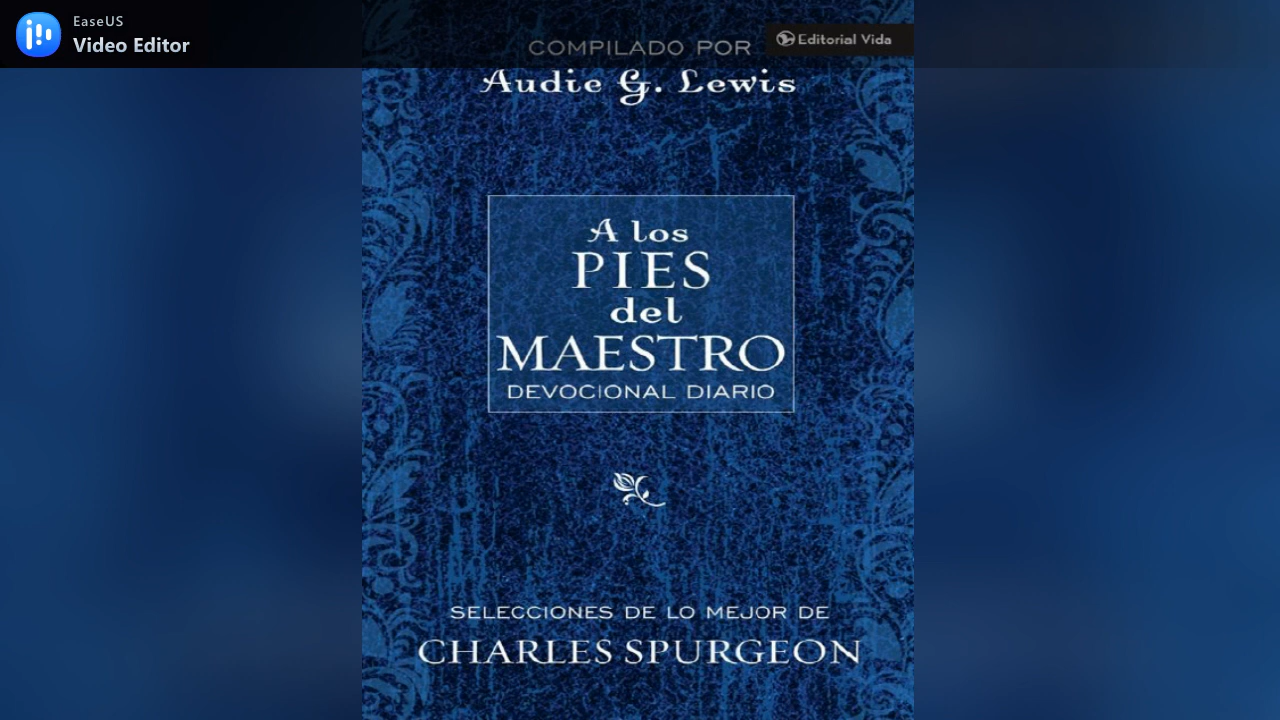 EaseUS
Video Editor
COMPILADO POR
Editorial Vida
Audie G. Lewis
A los
PIES
del
MAESTRO
DEVOCIONAL DIARIO
SELECCIONES DE LO MEJOR DE
CHARLES SPURGEON